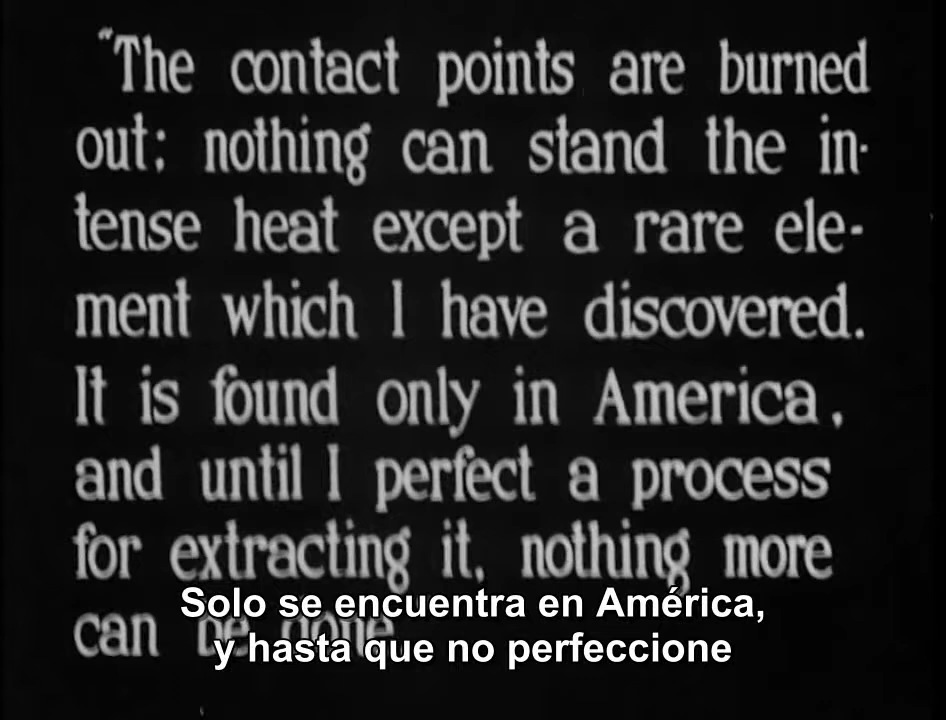 "The contact points are burned
out: nothing can stand the in-
tense heat except a rare ele-
ment which I have discovered.
It is found only in America,
and until I perfect a process
for extracting it, nothing more
can be done
Solo se encuentra en América,
y hasta que no perfeccione